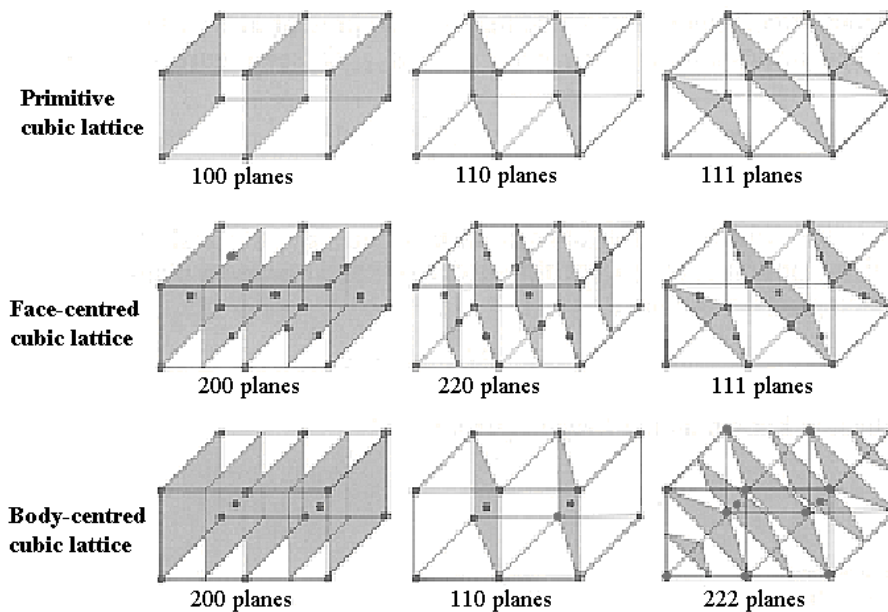 Primitive
cubic lattice
100 planes
110 planes
111 planes
Face-centred
cubic lattice
200 planes
220 planes
111 planes
Body-centred
cubic lattice
200 planes
110 planes
222 planes